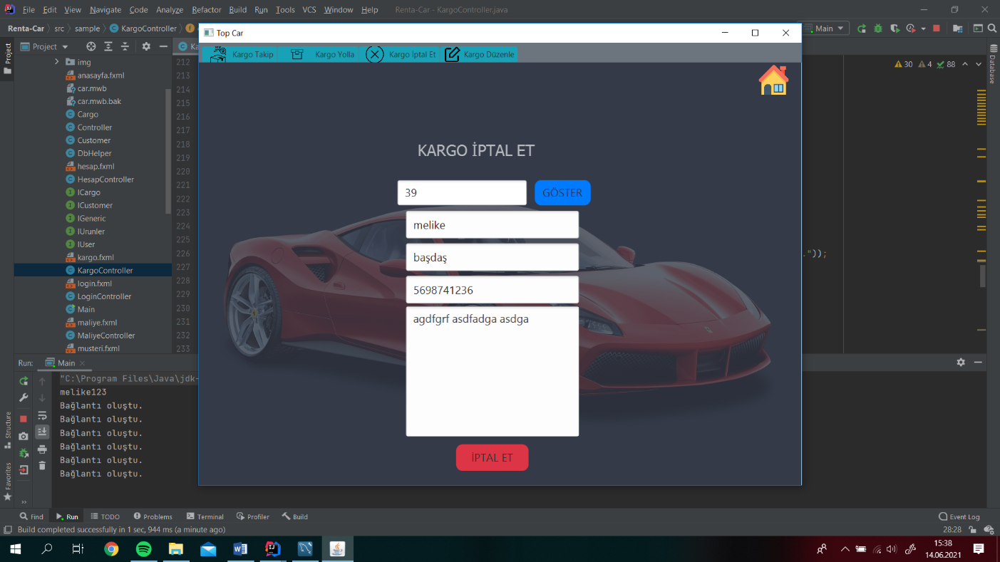 File Edit View Navigate Code Analyze Refactor Build Run Tools VCS Window Help Renta-Car - KargoController.java
Renta-Car src sample KargoController Main
Top Car
Project
Kargo Takip Kargo Yolla Kargo İptal Et Kargo Düzenle
Project
Database
img
anasayfa.fxml
car.mwb
car.mwb.bak
Cargo
Controller
Customer
DbHelper
hesap.fxml
HesapController
ICargo
ICustomer
IGeneric
IUrunler
IUser
kargo.fxml
KargoController
login.fxml
LoginController
Main
maliye.fxml
MaliyeController
musteri.fxml
212
213
214
215
216
217
218
219
220
221
222
223
224
225
226
227
228
229
230
231
232
233
30 4 88
."));
KARGO İPTAL ET
39 GÖSTER
melike
başdaş
5698741236
agdfgrf asdfadga asdga
İPTAL ET
Run: Main
"C:\Program Files\Java\jdk-
melike123
Bağlantı oluştu.
Bağlantı oluştu.
Bağlantı oluştu.
Bağlantı oluştu.
Bağlantı oluştu.
Bağlantı oluştu.
Structure
Favorites
Find Run TODO Problems Terminal Profiler Build Event Log
Build completed successfully in 1 sec, 944 ms (a minute ago) 28:28
15:38
14.06.2021